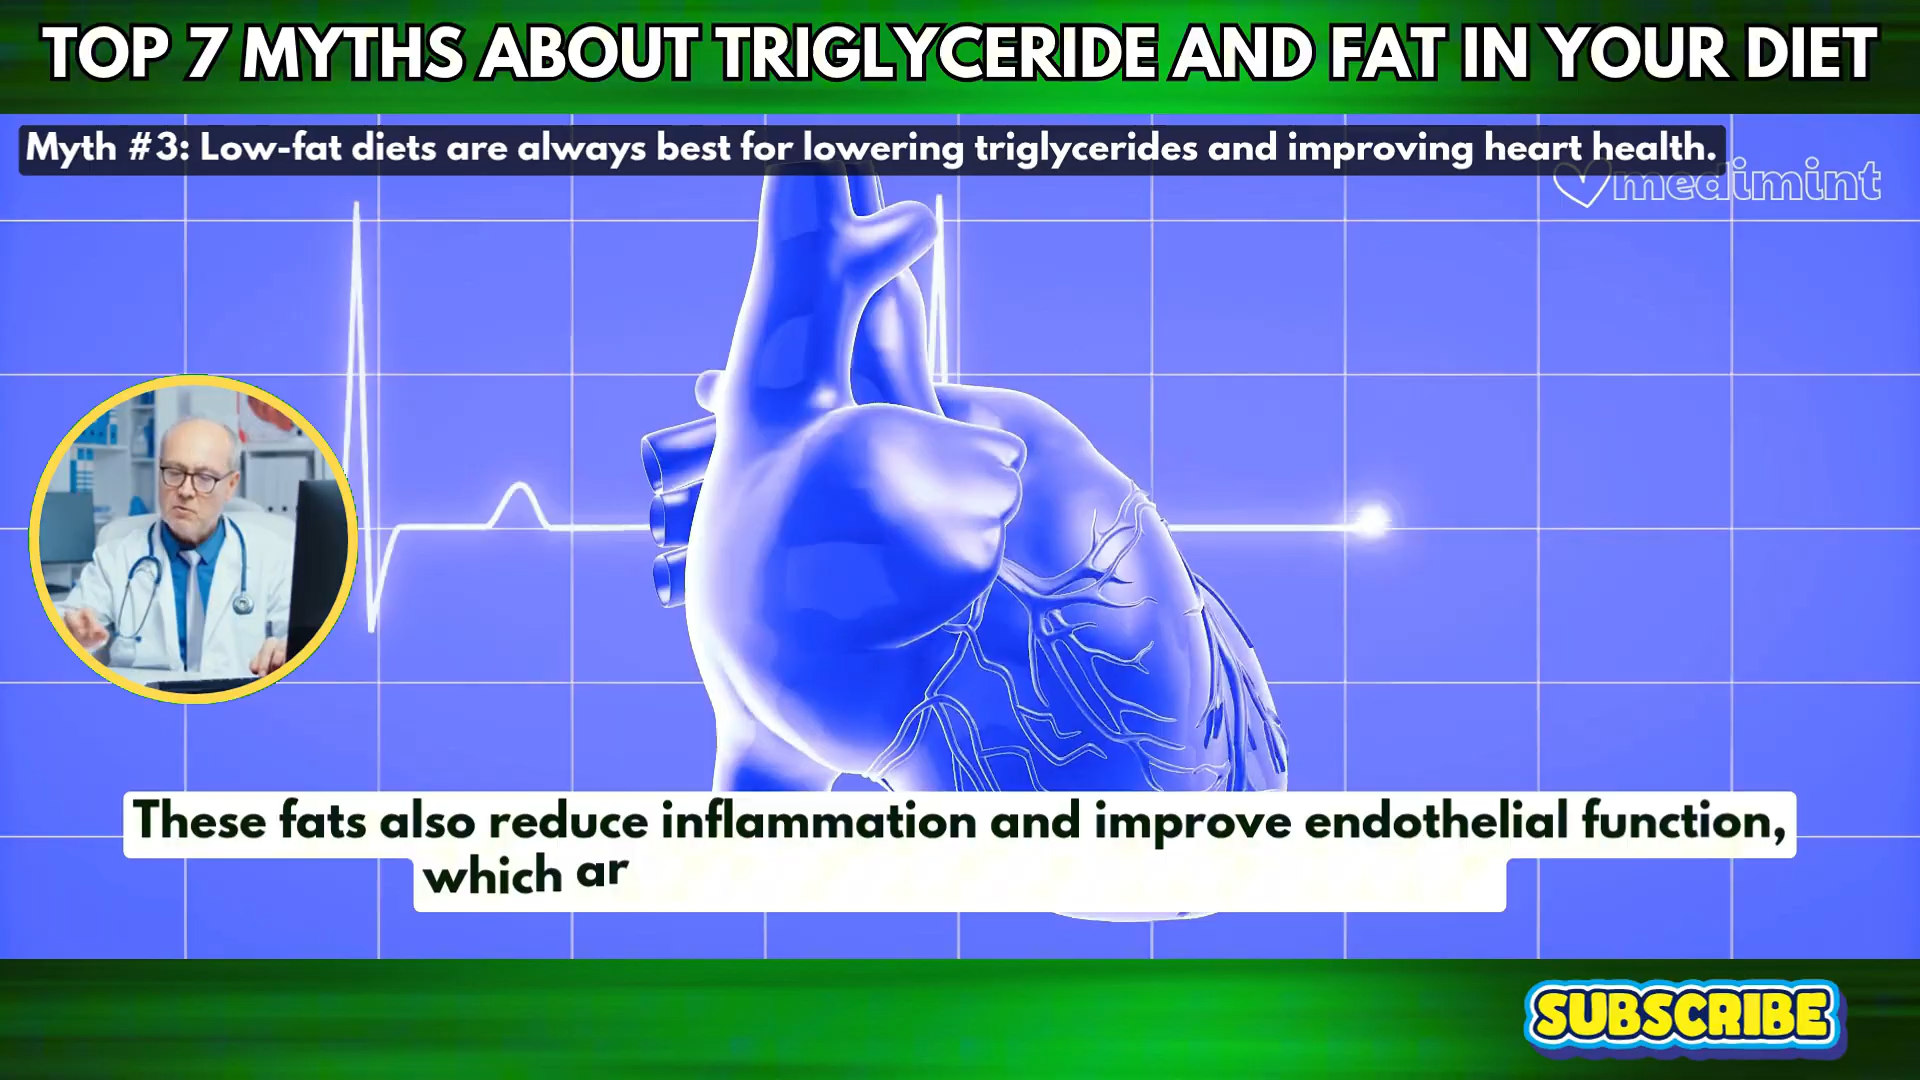 TOP 7 MYTHS ABOUT TRIGLYCERIDE AND FAT IN YOUR DIET
Myth #3: Low-fat diets are always best for lowering triglycerides and improving heart health.
medimint
These fats also reduce inflammation and improve endothelial function,
which ar
SUBSCRIBE